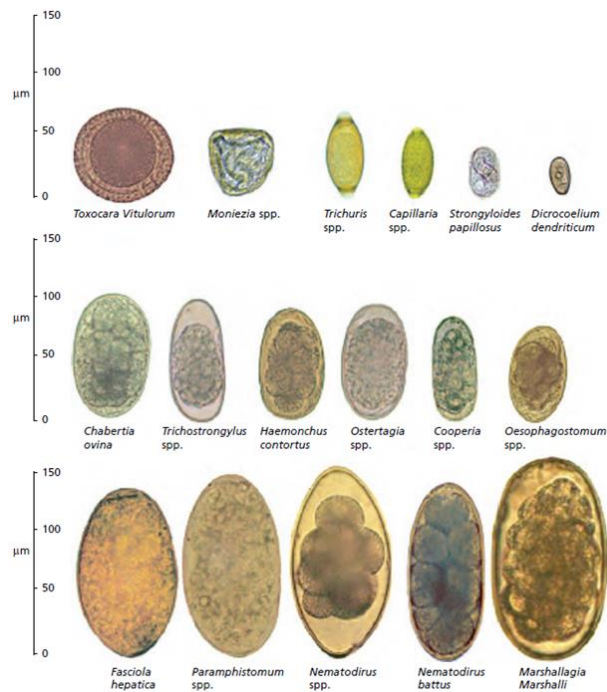 150
100
µm
50
0
Toxocara Vitulorum
Moniezia spp.
Trichuris
spp.
Capillaria
spp.
Strongyloides
papillosus
Dicrocoelium
dendriticum
150
100
µm
50
0
Chabertia
ovina
Trichostrongylus
spp.
Haemonchus
contortus
Ostertagia
spp.
Cooperia
spp.
Oesophagostomum
spp.
150
100
µm
50
0
Fasciola
hepatica
Paramphistomum
spp.
Nematodirus
spp.
Nematodirus
battus
Marshallagia
Marshalli